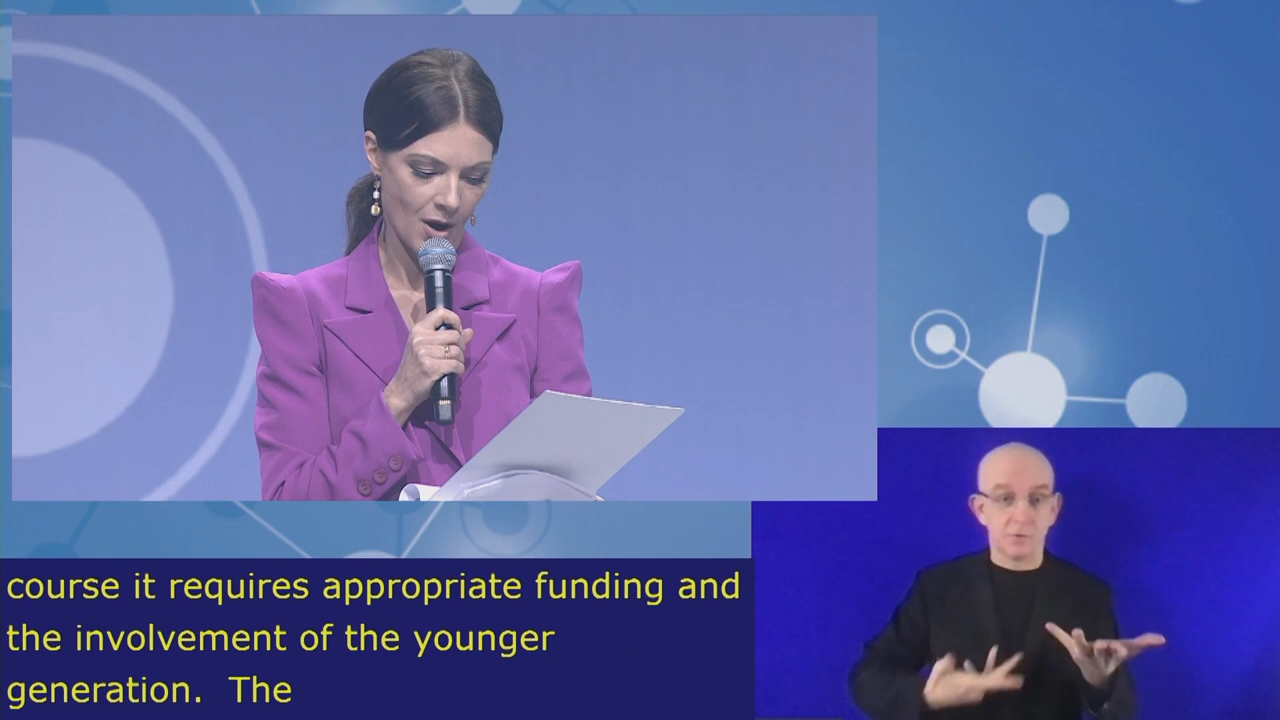 course it requires appropriate funding and
the involvement of the younger
generation.  The